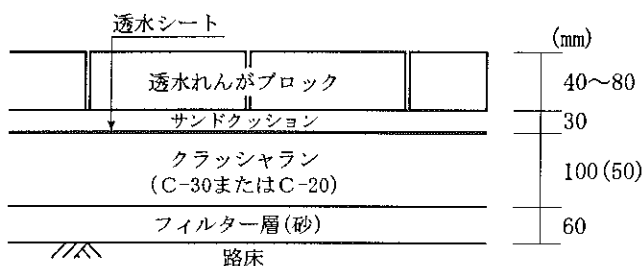 透水シート
(mm)
透水れんがブロック
40〜80
サンドクッション
30
クラッシャラン
(C-30またはC-20)
100(50)
フィルター層(砂)
60
路床